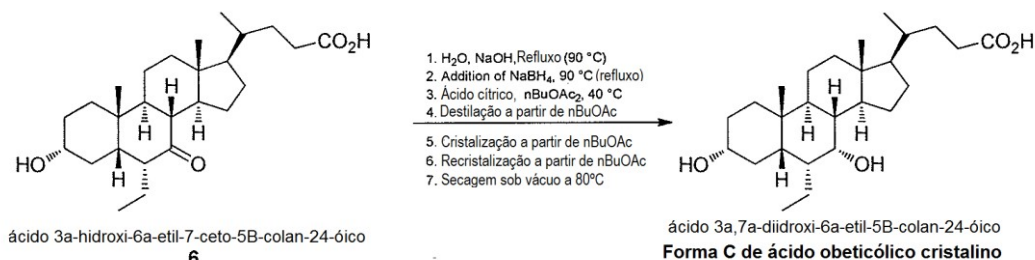 CO₂H
H
H
H
HO
H
O
ácido 3a-hidroxi-6a-etil-7-ceto-5B-colan-24-óico
6
1. H₂O, NaOH,Refluxo (90 °C)
2. Addition of NaBH₄, 90 °C (refluxo)
3. Ácido cítrico, nBuOAc₂, 40 °C
4. Destilação a partir de nBuOAc
5. Cristalização a partir de nBuOAc
6. Recristalização a partir de nBuOAc
7. Secagem sob vácuo a 80ºC
CO₂H
H
H
H
HO
H
OH
ácido 3a,7a-diidroxi-6a-etil-5B-colan-24-óico
Forma C de ácido obeticólico cristalino